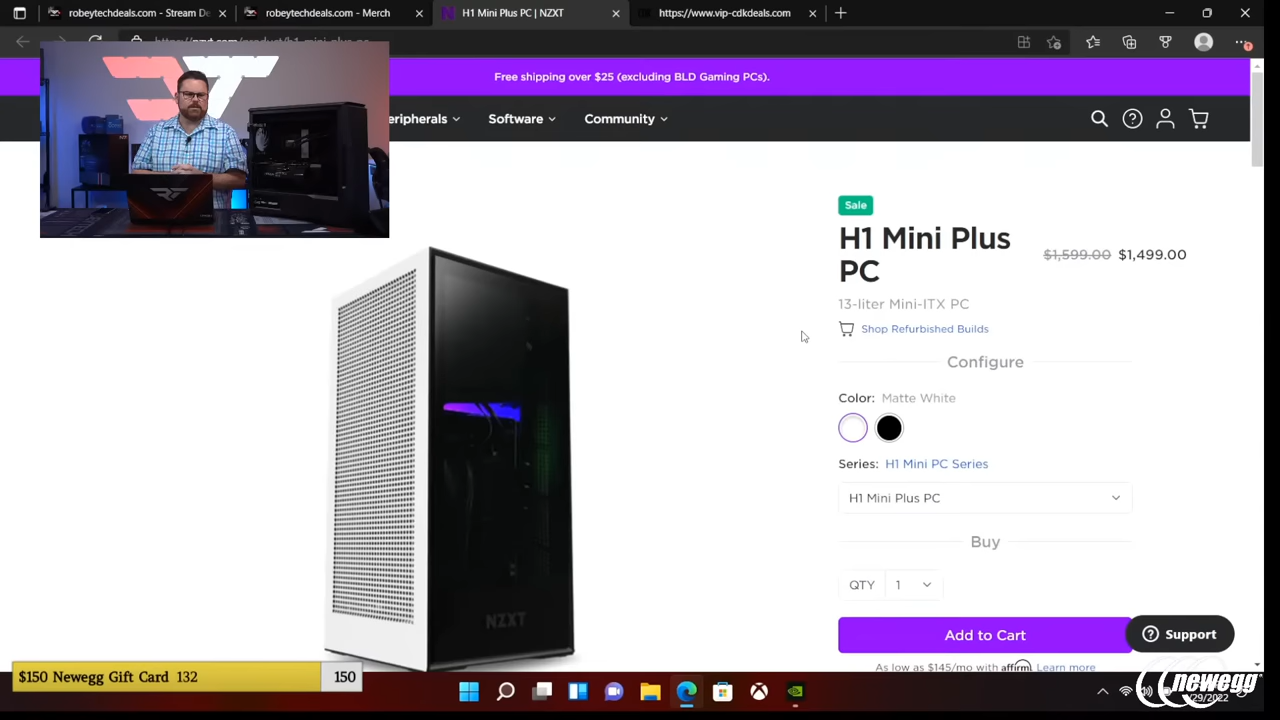 robeytechdeals.com - Stream De
robeytechdeals.com - Merch
H1 Mini Plus PC | NZXT
https://www.vip-cdkdeals.com
Free shipping over $25 (excluding BLD Gaming PCs).
eripherals
Software
Community
Sale
H1 Mini Plus
PC
$1,599.00 $1,499.00
13-liter Mini-ITX PC
Shop Refurbished Builds
Configure
Color: Matte White
Series: H1 Mini PC Series
H1 Mini Plus PC
Buy
QTY 1
Add to Cart
Support
As low as $145/mo with affirm Learn more
NZXT
$150 Newegg Gift Card 132 150
newegg